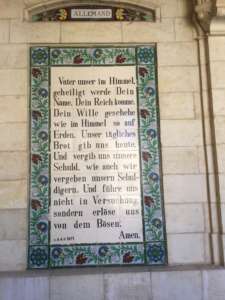 ALLEMAND
Vater unser im Himmel,
geheiligt werde Dein
Name. Dein Reich komme.
Dein Wille geschehe
wie im Himmel so auf
Erden. Unser tägliches
Brot gib uns heute.
Und vergib uns unsere
Schuld, wie auch wir
vergeben unsern Schul-
digern. Und führe uns
nicht in Versuchung,
sondern erlöse uns
von dem Bösen.
Amen.